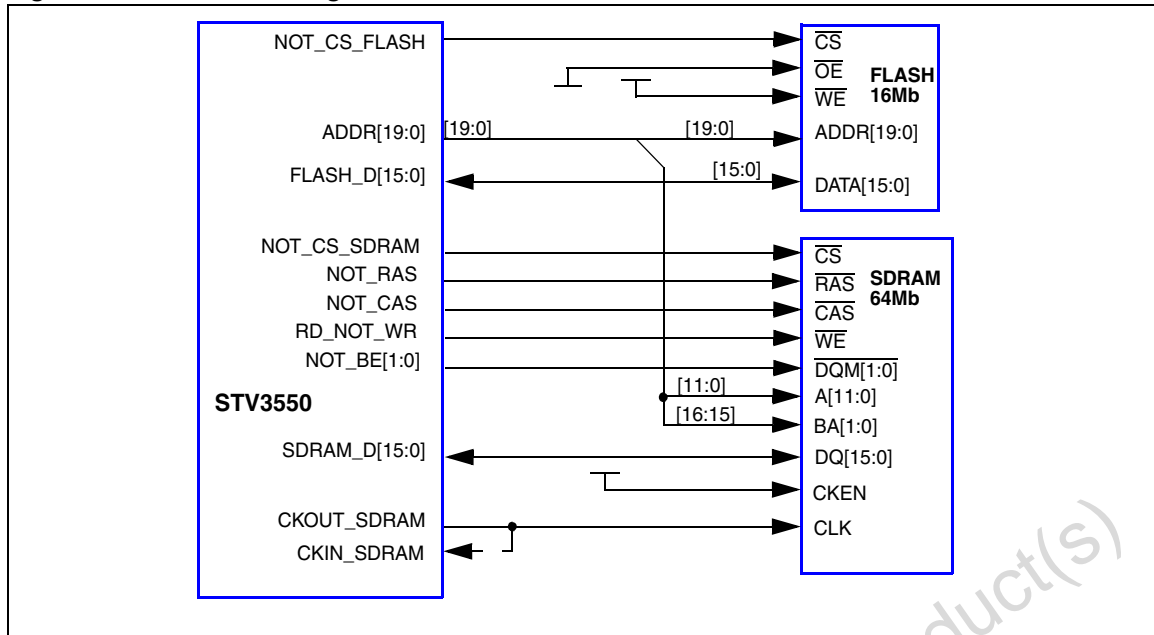 NOT_CS_FLASH
ADDR[19:0]
FLASH_D[15:0]
NOT_CS_SDRAM
NOT_RAS
NOT_CAS
RD_NOT_WR
NOT_BE[1:0]
STV3550
SDRAM_D[15:0]
CKOUT_SDRAM
CKIN_SDRAM
[19:0]
[19:0]
[15:0]
[11:0]
[16:15]
CS
OE
WE
FLASH
16Mb
ADDR[19:0]
DATA[15:0]
CS
RAS
CAS
WE
SDRAM
64Mb
DQM[1:0]
A[11:0]
BA[1:0]
DQ[15:0]
CKEN
CLK
duct(s)